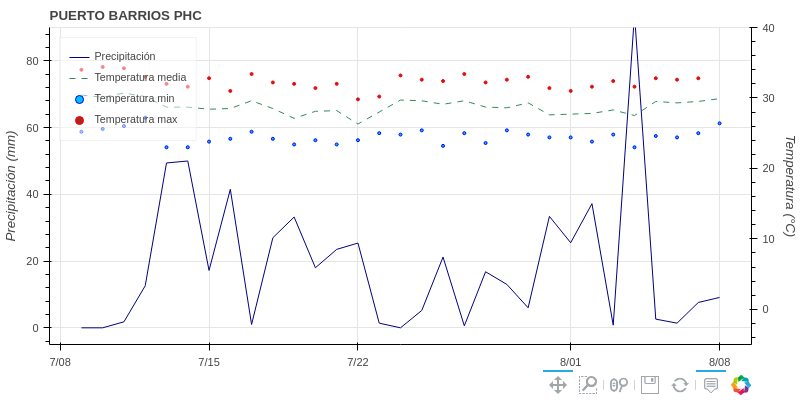 PUERTO BARRIOS PHC
Precipitación
Temperatura media
Temperatura min
Temperatura max
Precipitación (mm)
80
60
40
20
0
Temperatura (°C)
40
30
20
10
0
7/08
7/15
7/22
8/01
8/08